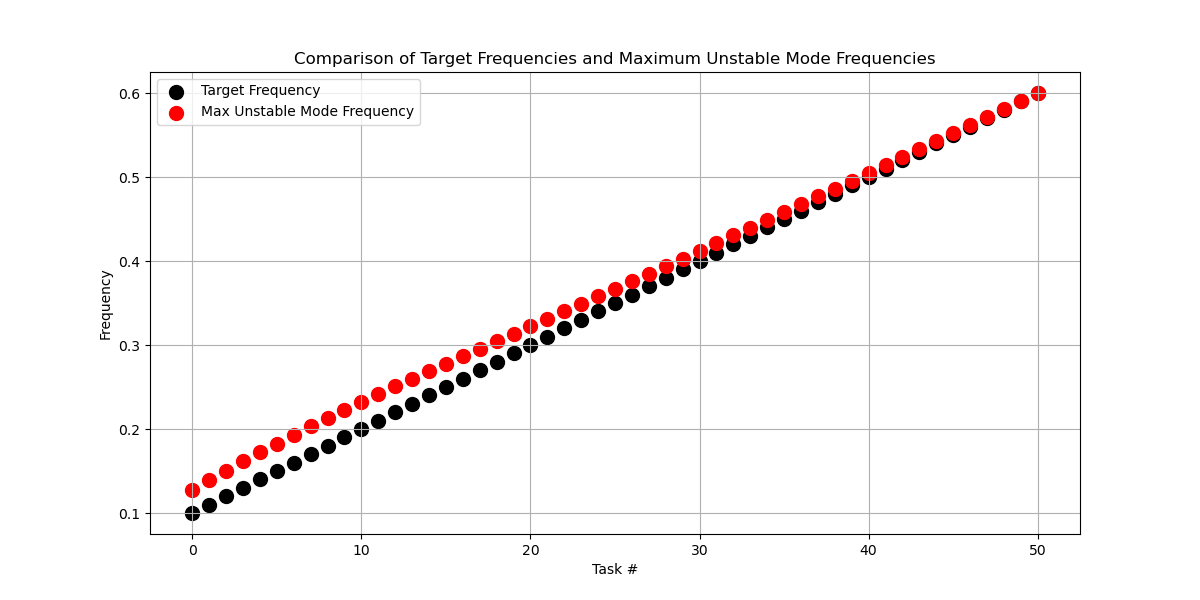 Comparison of Target Frequencies and Maximum Unstable Mode Frequencies
Target Frequency
Max Unstable Mode Frequency
0.6
0.5
0.4
0.3
0.2
0.1
Frequency
0 10 20 30 40 50
Task #